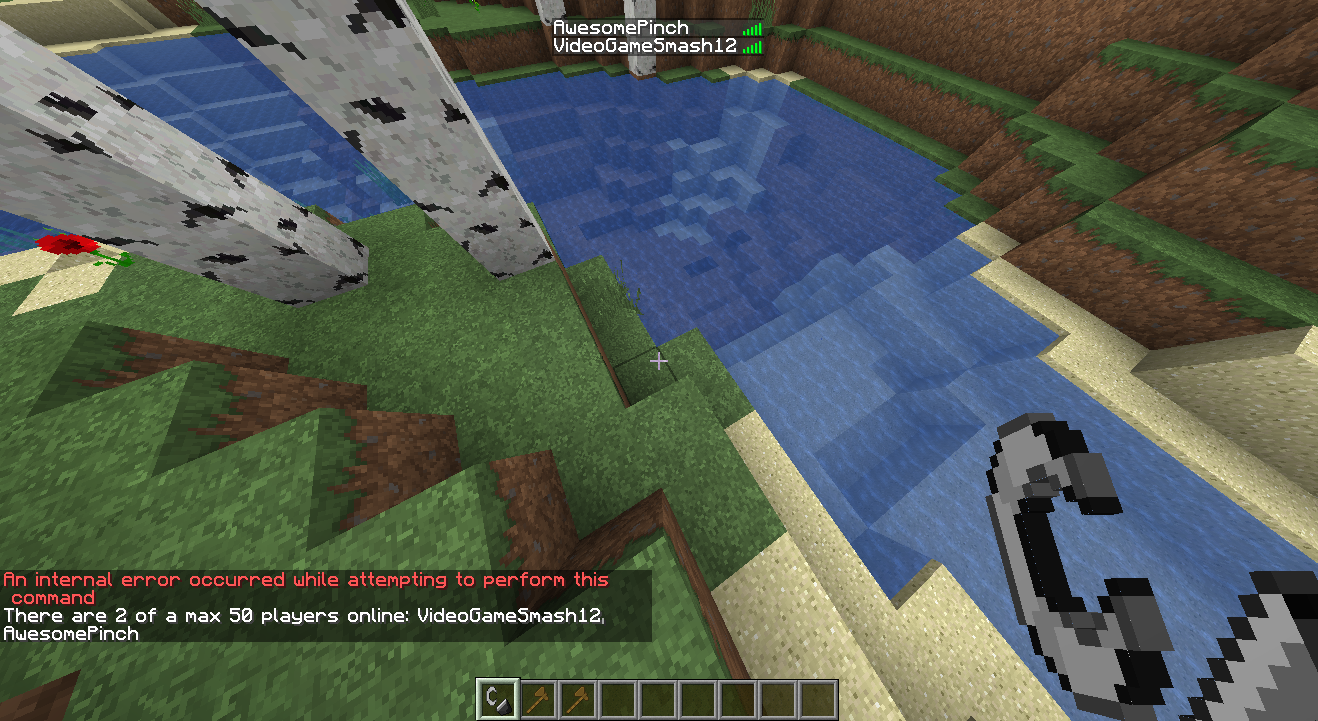 AwesomePinch
VideoGameSmash12
An internal error occurred while attempting to perform this
command
There are 2 of a max 50 players online: VideoGameSmash12,
AwesomePinch